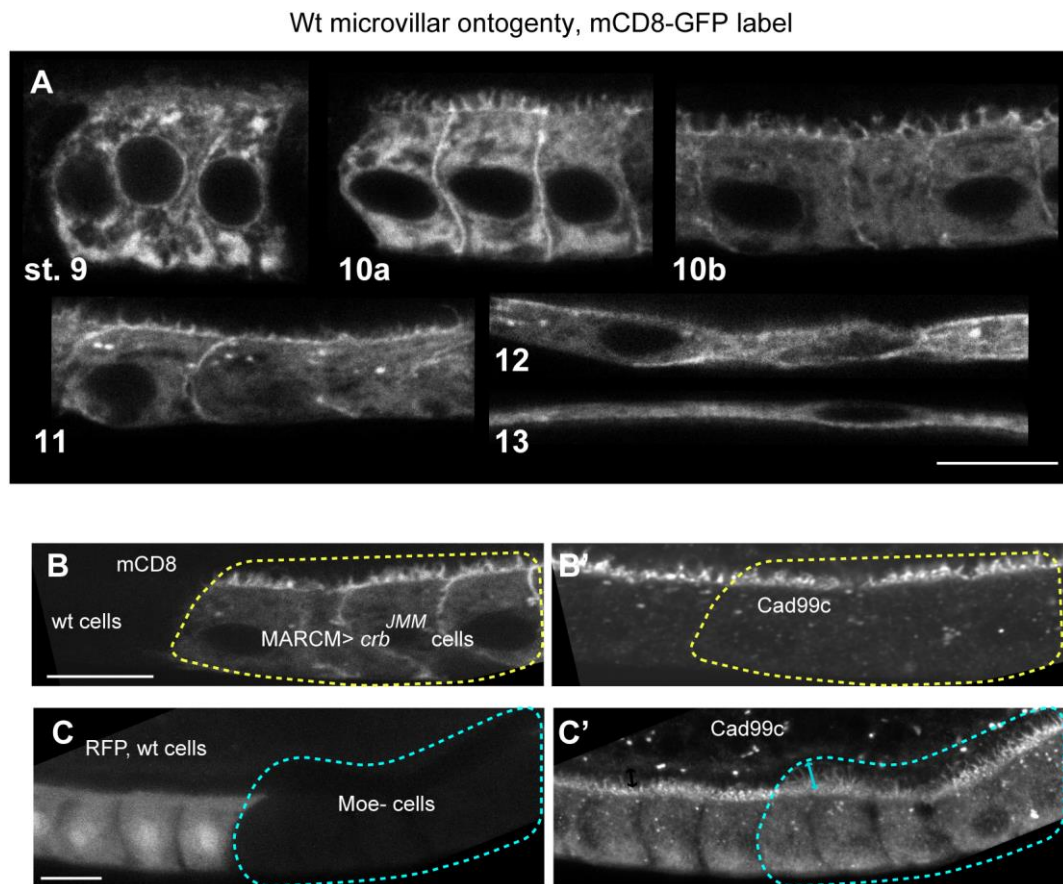 Wt microvillar ontogenty, mCD8-GFP label
A
st. 9
10a
10b
11
12
13
B
mCD8
wt cells
MARCM> crb JMM cells
B'
Cad99c
C
RFP, wt cells
Moe- cells
C'
Cad99c